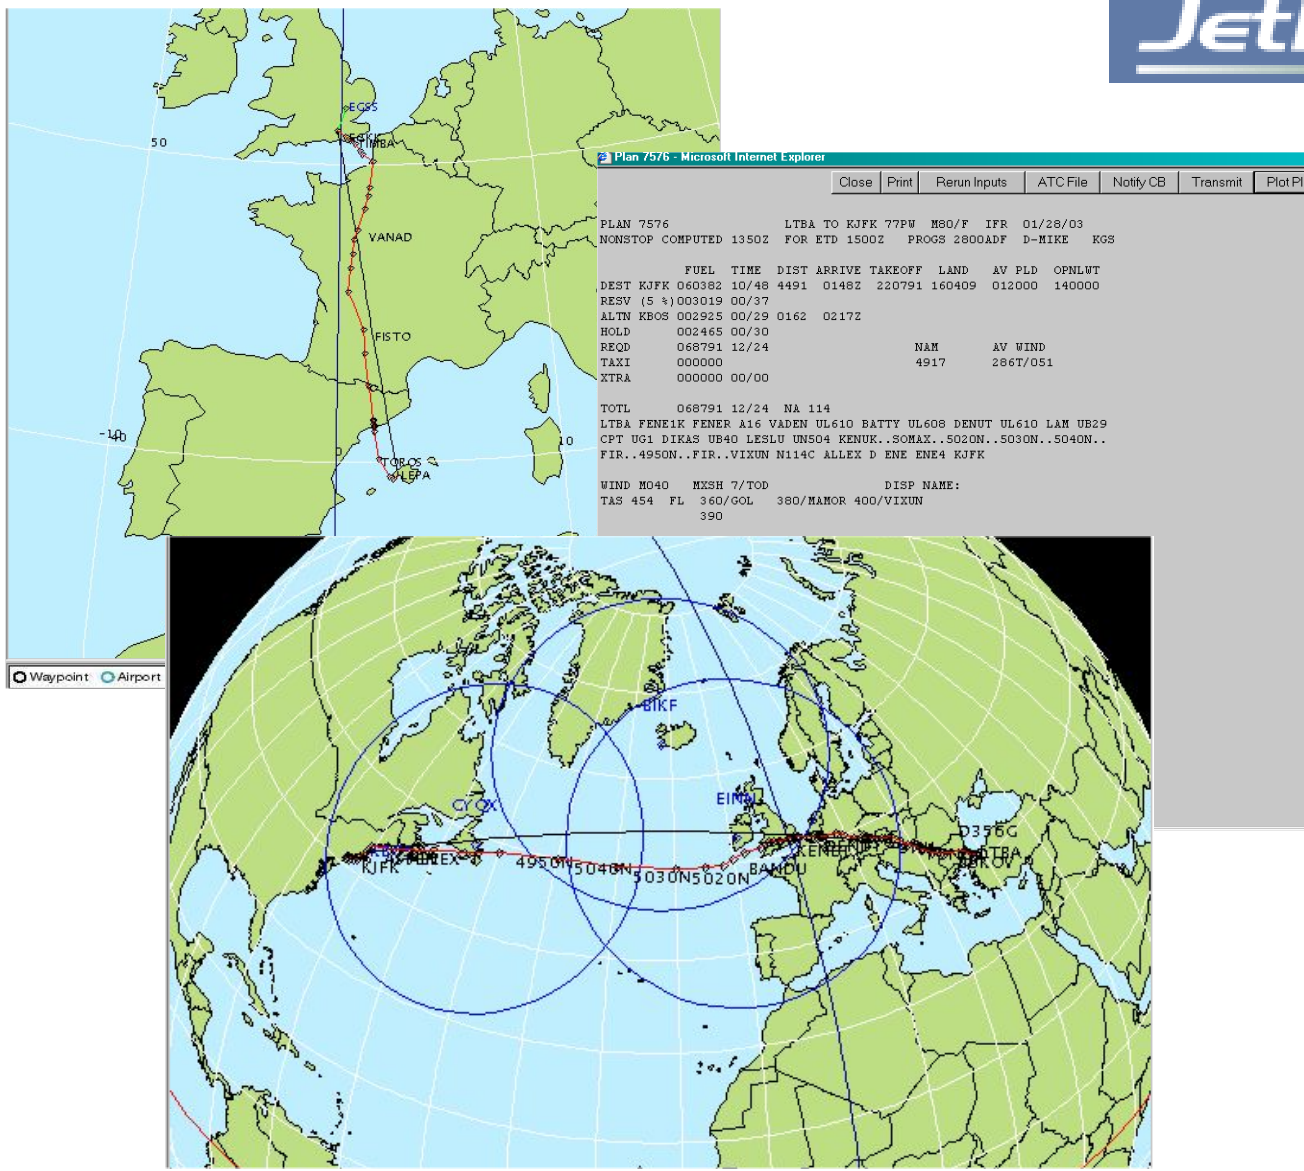 Jet
EGSS
50
TIMBA
VANAD
FISTO
10
TOROS
0
LEPA
Waypoint Airport
Plan 7576 - Microsoft Internet Explorer
Close Print Rerun Inputs ATC File Notify CB Transmit Plot Pl
PLAN 7576 LTBA TO KJFK 77PW M80/F IFR 01/28/03
NONSTOP COMPUTED 1350Z FOR ETD 1500Z PROGS 2800ADF D-MIKE KGS
FUEL TIME DIST ARRIVE TAKEOFF LAND AV PLD OPNLWT
DEST KJFK 060382 10/48 4491 0148Z 220791 160409 012000 140000
RESV (5 %)003019 00/37
ALTN KBOS 002925 00/29 0162 0217Z
HOLD 002465 00/30
REQD 068791 12/24 NAM AV WIND
TAXI 000000 4917 286T/051
XTRA 000000 00/00
TOTL 068791 12/24 NA 114
LTBA FENE1K FENER A16 VADEN UL610 BATTY UL608 DENUT UL610 LAM UB29
CPT UG1 DIKAS UB40 LESLU UN504 KENUK..SOMAX..5020N..5030N..5040N..
FIR..4950N..FIR..VIXUN N114C ALLEX D ENE ENE4 KJFK
WIND M040 MXSH 7/TOD DISP NAME:
TAS 454 FL 360/GOL 380/MAMOR 400/VIXUN
390
BIKF
CYQX
EINN
D356G
KJFK
4950N
5040N
5030N
5020N
BANDU
LTBA